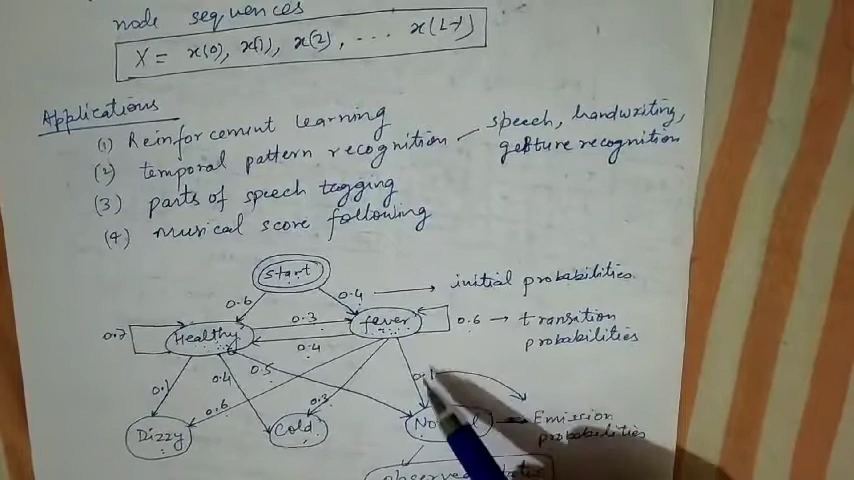 node sequences
X = x(0), x(1), x(2), ... x(L-1)
Applications
(1) Reinforcement learning
(2) temporal pattern recognition — speech, handwriting,
gesture recognition
(3) parts of speech tagging
(4) musical score following
Start
0.6 0.4 → initial probabilities
0.7 Healthy 0.3 fever 0.6 → transition
probabilities
0.4
0.1 0.4 0.5 0.1
0.6 0.3
Dizzy Cold Emission
probabilities